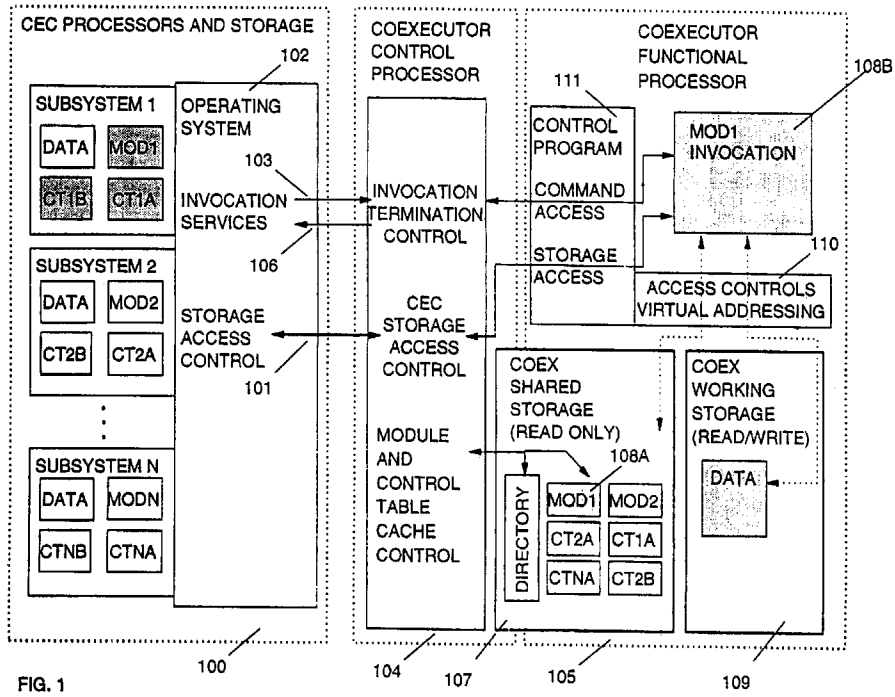 CEC PROCESSORS AND STORAGE
102
SUBSYSTEM 1
DATA
MOD1
CT1B
CT1A
OPERATING
SYSTEM
103
INVOCATION
SERVICES
106
SUBSYSTEM 2
DATA
MOD2
CT2B
CT2A
STORAGE
ACCESS
CONTROL
101
SUBSYSTEM N
DATA
MODN
CTNB
CTNA
100
COEXECUTOR
CONTROL
PROCESSOR
INVOCATION
TERMINATION
CONTROL
CEC
STORAGE
ACCESS
CONTROL
MODULE
AND
CONTROL
TABLE
CACHE
CONTROL
104
COEXECUTOR
FUNCTIONAL
PROCESSOR
108B
111
CONTROL
PROGRAM
COMMAND
ACCESS
STORAGE
ACCESS
MOD1
INVOCATION
110
ACCESS CONTROLS
VIRTUAL ADDRESSING
COEX
SHARED
STORAGE
(READ ONLY)
108A
DIRECTORY
MOD1
MOD2
CT2A
CT1A
CTNA
CT2B
107
105
COEX
WORKING
STORAGE
(READ/WRITE)
DATA
109
FIG. 1